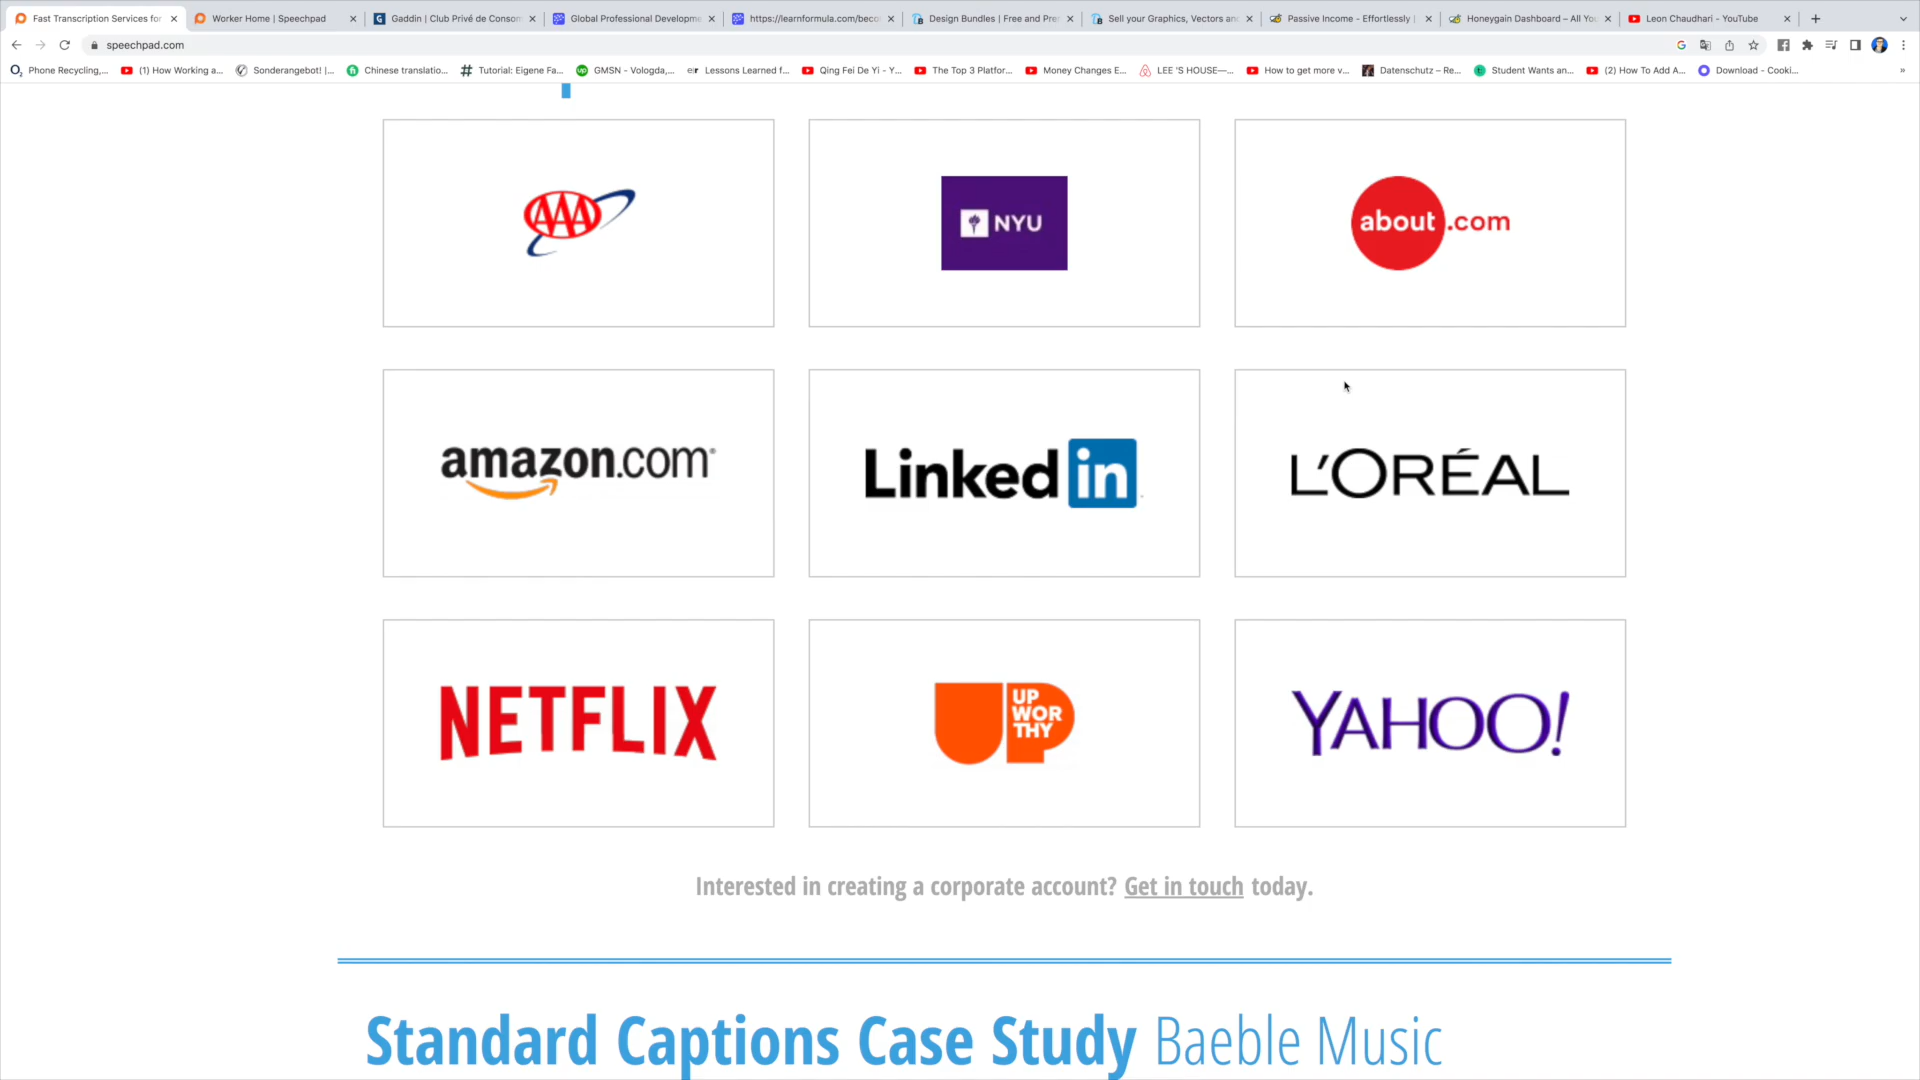 Fast Transcription Services for
Worker Home | Speechpad
Gaddin | Club Privé de Consom
Global Professional Developme
https://learnformula.com/beco
Design Bundles | Free and Pre
Sell your Graphics, Vectors an
Passive Income - Effortlessly |
Honeygain Dashboard – All Yo
Leon Chaudhari - YouTube
speechpad.com
Phone Recycling,...
(1) How Working a...
Sonderangebot! |...
Chinese translatio...
Tutorial: Eigene Fa...
GMSN - Vologda,...
Lessons Learned f...
Qing Fei De Yi - Y...
The Top 3 Platfor...
Money Changes E...
LEE 'S HOUSE—...
How to get more v...
Datenschutz – Re...
Student Wants an...
(2) How To Add A...
Download - Cooki...
AAA
NYU
about.com
amazon.com
Linked in
L'ORÉAL
NETFLIX
UP
WOR
THY
YAHOO!
Interested in creating a corporate account? Get in touch today.
Standard Captions Case Study Baeble Music